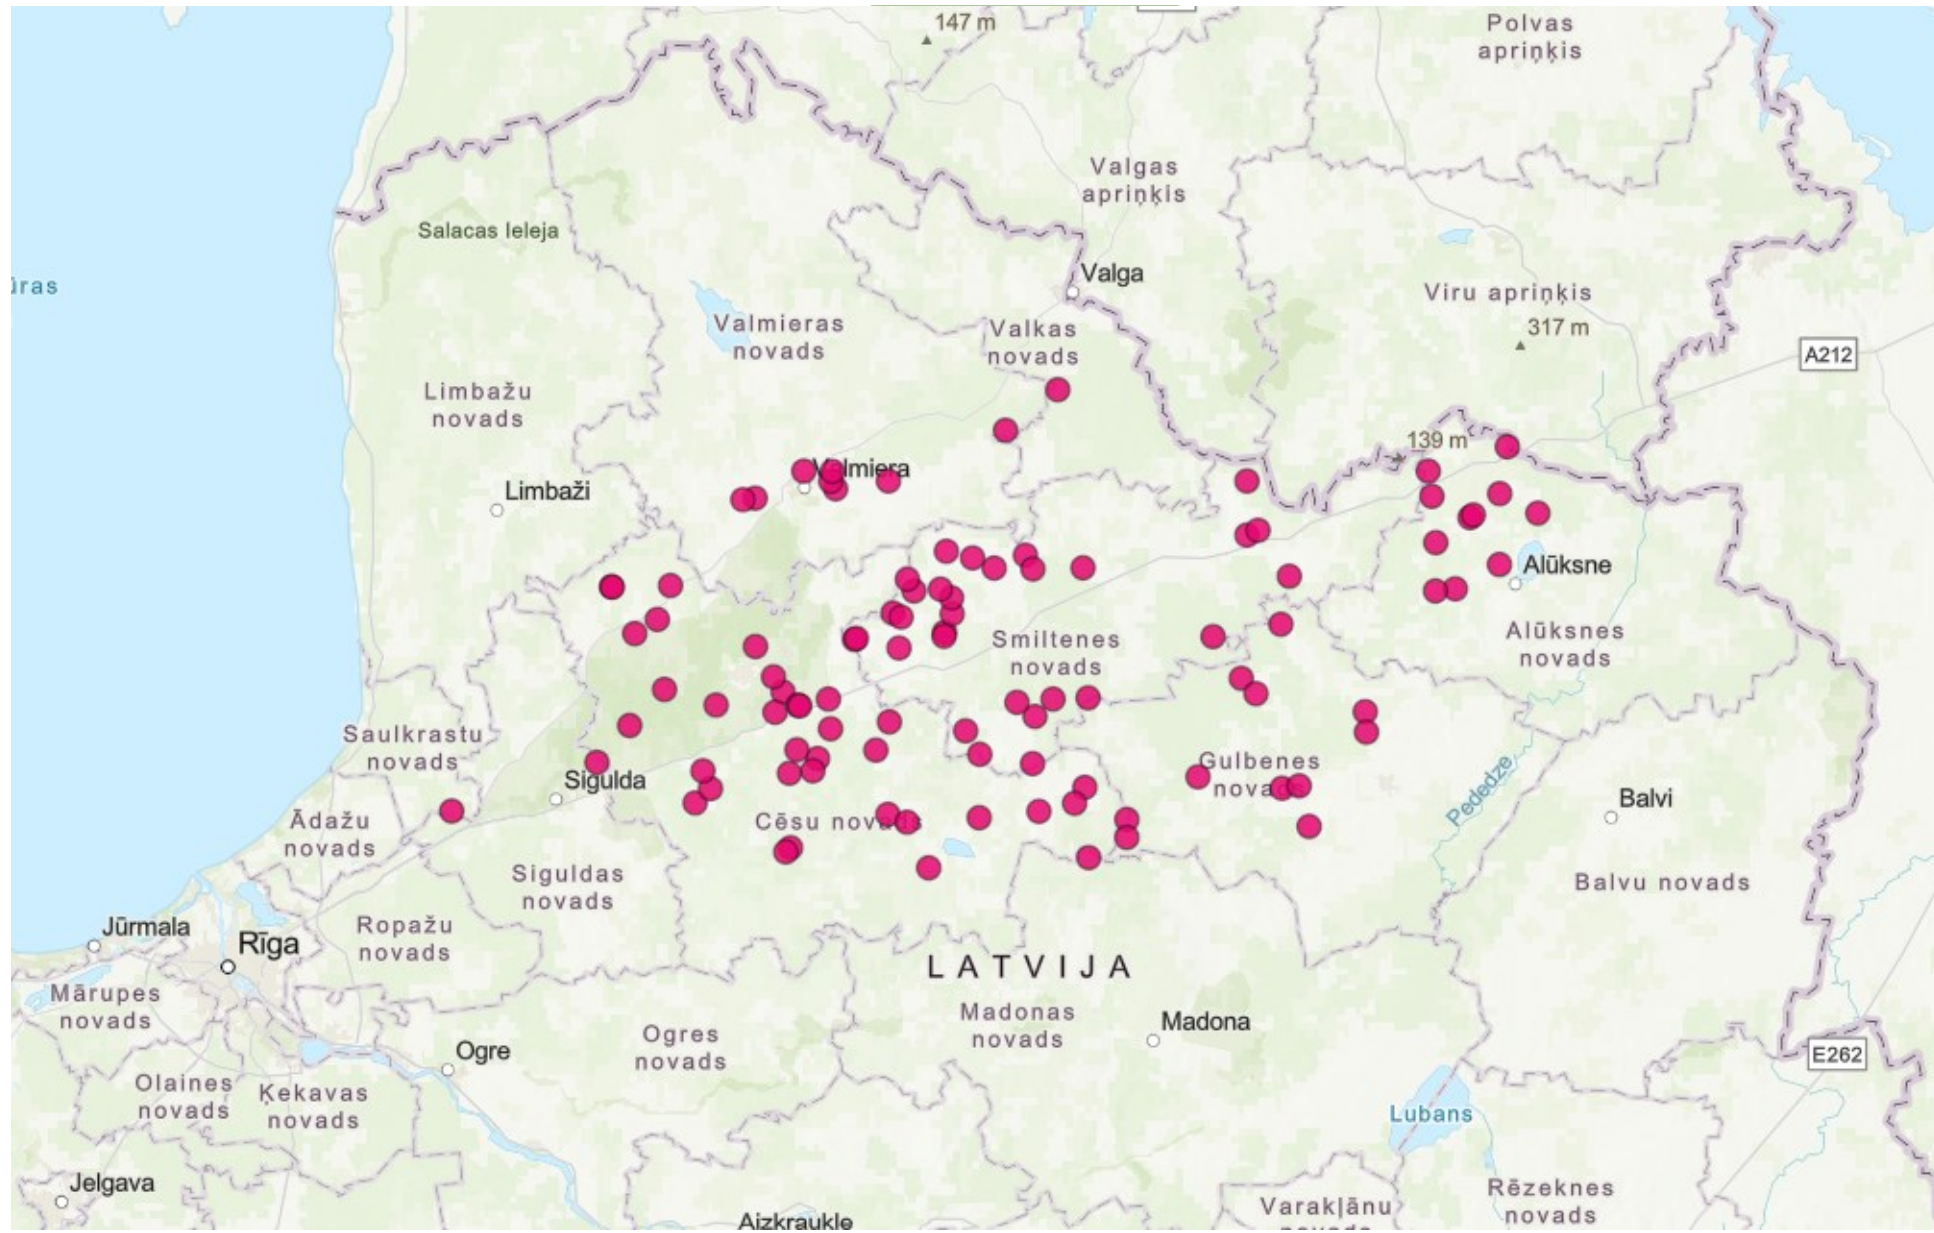 147 m
Polvas
apriņķis
Valgas
apriņķis
Salacas Ieleja
ūras
Valga
Viru apriņķis
317 m
Valmieras
novads
Valkas
novads
A212
Limbažu
novads
139 m
Valmiera
Limbaži
Alūksne
Smiltenes
novads
Alūksnes
novads
Saulkrastu
novads
Sigulda
Gulbenes
novads
Pededze
Balvi
Ādažu
novads
Cēsu novads
Siguldas
novads
Balvu novads
Jūrmala
Rīga
Ropažu
novads
LATVIJA
Mārupes
novads
Madonas
novads
Madona
Ogres
novads
Ogre
E262
Olaines
novads
Ķekavas
novads
Lubans
Jelgava
Rēzeknes
novads
Varakļānu
novads
Aizkraukle